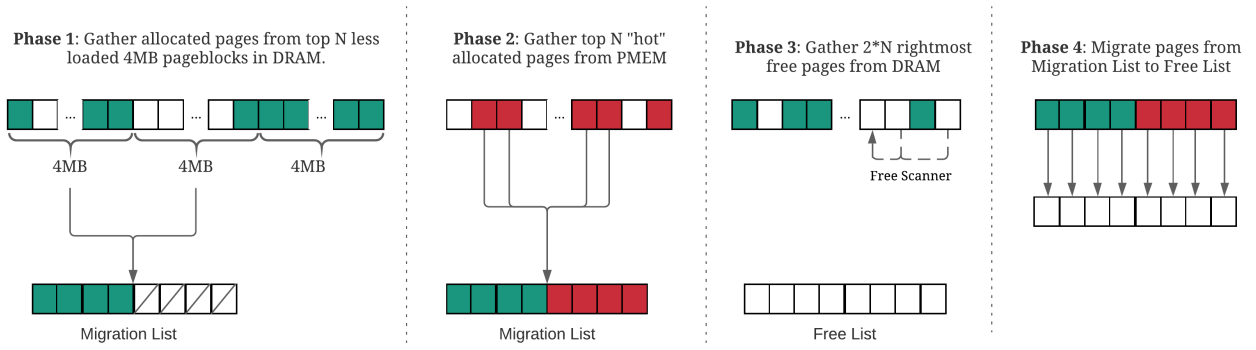 Phase 1: Gather allocated pages from top N less
loaded 4MB pageblocks in DRAM.
...
...
...
4MB
4MB
4MB
Migration List
Phase 2: Gather top N "hot"
allocated pages from PMEM
...
Migration List
Phase 3: Gather 2*N rightmost
free pages from DRAM
...
Free Scanner
Free List
Phase 4: Migrate pages from
Migration List to Free List